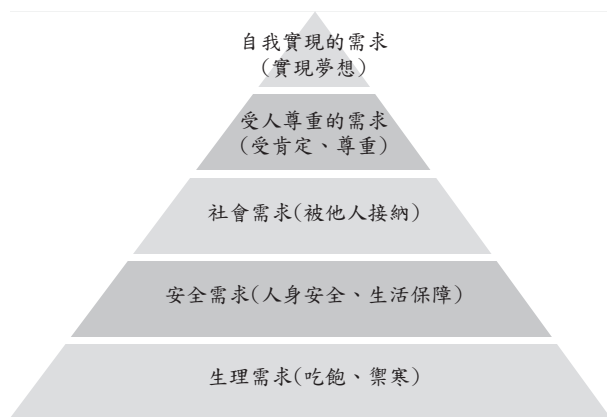 自我實現的需求
(實現夢想)
受人尊重的需求
(受肯定、尊重)
社會需求(被他人接納)
安全需求(人身安全、生活保障)
生理需求(吃飽、禦寒)